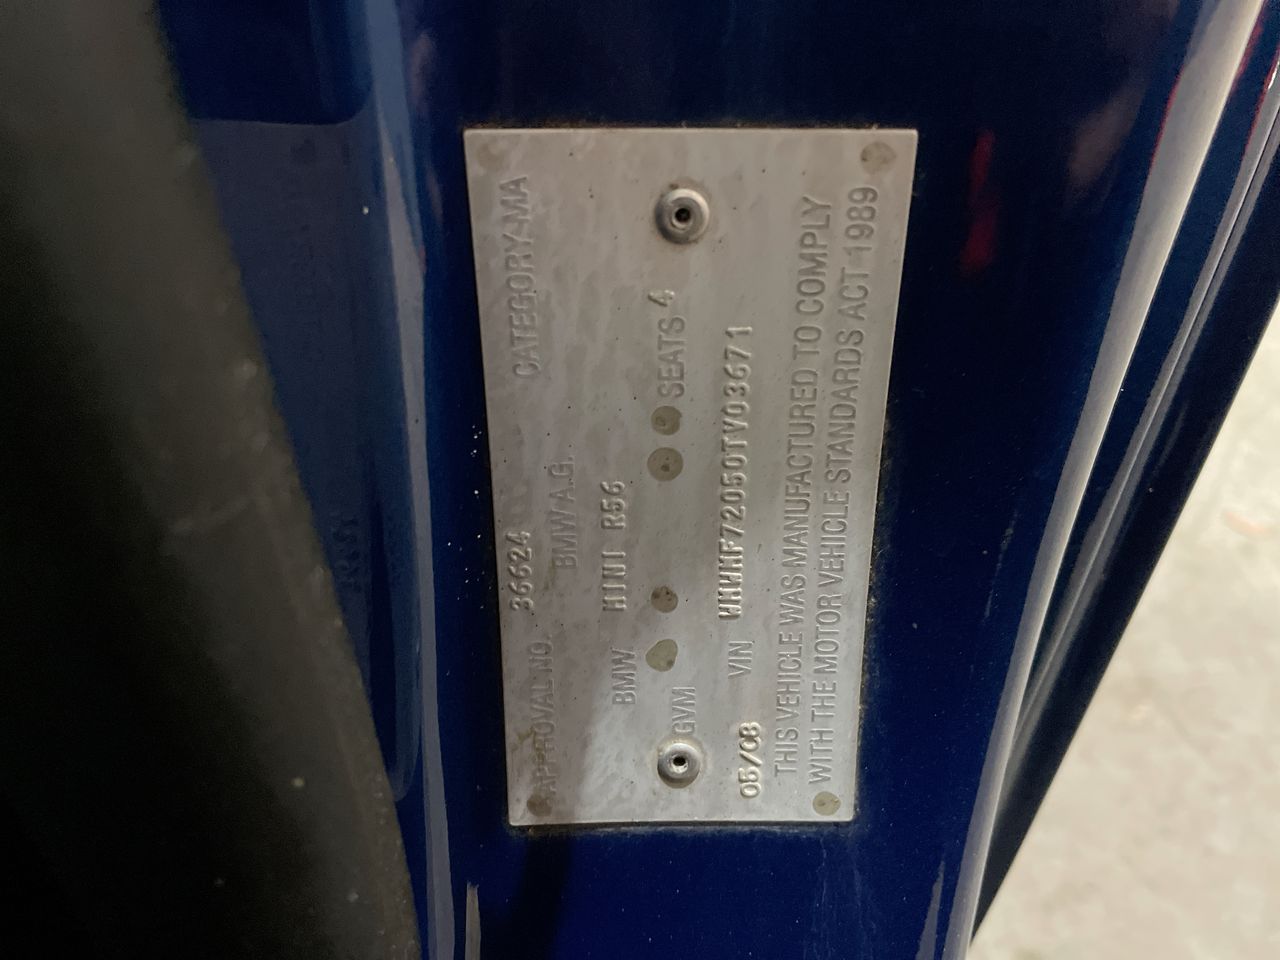 APPROVAL NO. 36624 CATEGORY-MA
BMW A.G.
BMW. MINI R56
GVM SEATS 4
05/08 VIN WMWMF72050TV03671
THIS VEHICLE WAS MANUFACTURED TO COMPLY
WITH THE MOTOR VEHICLE STANDARDS ACT 1989